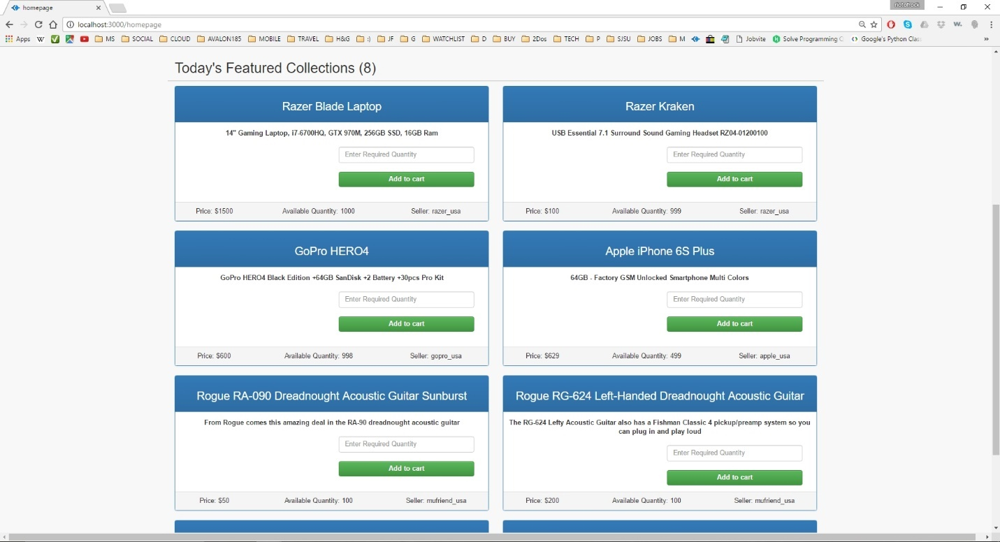 homepage
notafrock
localhost:3000/homepage
Apps W MS SOCIAL CLOUD AVALON185 MOBILE TRAVEL H&G :) JF G WATCHLIST D BUY 2Dos TECH P SJSU JOBS M Jobvite Solve Programming C Google's Python Clas
Today's Featured Collections (8)
Razer Blade Laptop
14" Gaming Laptop, i7-6700HQ, GTX 970M, 256GB SSD, 16GB Ram
Enter Required Quantity
Add to cart
Price: $1500 Available Quantity: 1000 Seller: razer_usa
Razer Kraken
USB Essential 7.1 Surround Sound Gaming Headset RZ04-01200100
Enter Required Quantity
Add to cart
Price: $100 Available Quantity: 999 Seller: razer_usa
GoPro HERO4
GoPro HERO4 Black Edition +64GB SanDisk +2 Battery +30pcs Pro Kit
Enter Required Quantity
Add to cart
Price: $600 Available Quantity: 998 Seller: gopro_usa
Apple iPhone 6S Plus
64GB - Factory GSM Unlocked Smartphone Multi Colors
Enter Required Quantity
Add to cart
Price: $629 Available Quantity: 499 Seller: apple_usa
Rogue RA-090 Dreadnought Acoustic Guitar Sunburst
From Rogue comes this amazing deal in the RA-90 dreadnought acoustic guitar
Enter Required Quantity
Add to cart
Price: $50 Available Quantity: 100 Seller: mufriend_usa
Rogue RG-624 Left-Handed Dreadnought Acoustic Guitar
The RG-624 Lefty Acoustic Guitar also has a Fishman Classic 4 pickup/preamp system so you
can plug in and play loud
Enter Required Quantity
Add to cart
Price: $200 Available Quantity: 100 Seller: mufriend_usa